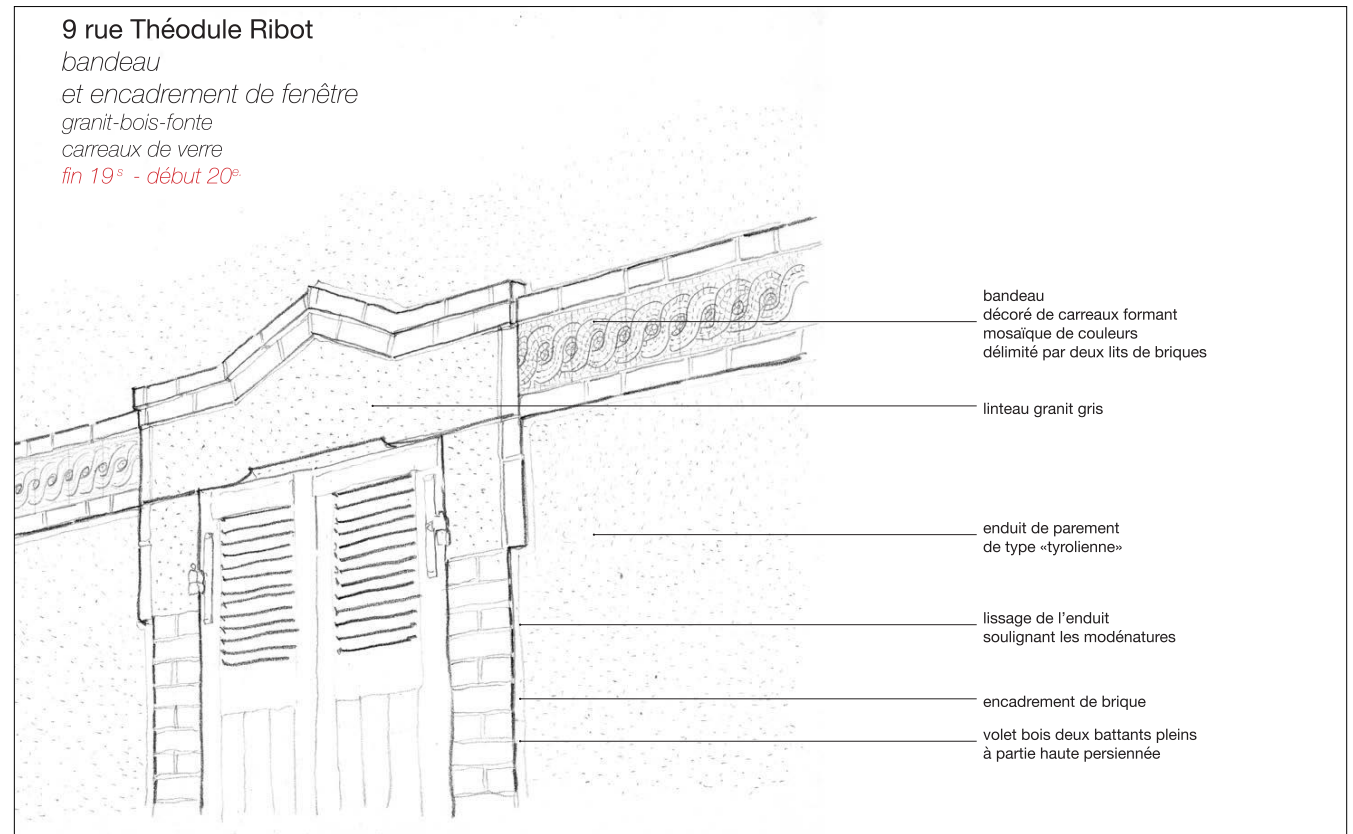 9 rue Théodule Ribot
bandeau
et encadrement de fenêtre
granit-bois-fonte
carreaux de verre
fin 19ˢ - début 20ᵉ·
bandeau
décoré de carreaux formant
mosaïque de couleurs
délimité par deux lits de briques
linteau granit gris
enduit de parement
de type «tyrolienne»
lissage de l'enduit
soulignant les modénatures
encadrement de brique
volet bois deux battants pleins
à partie haute persiennée